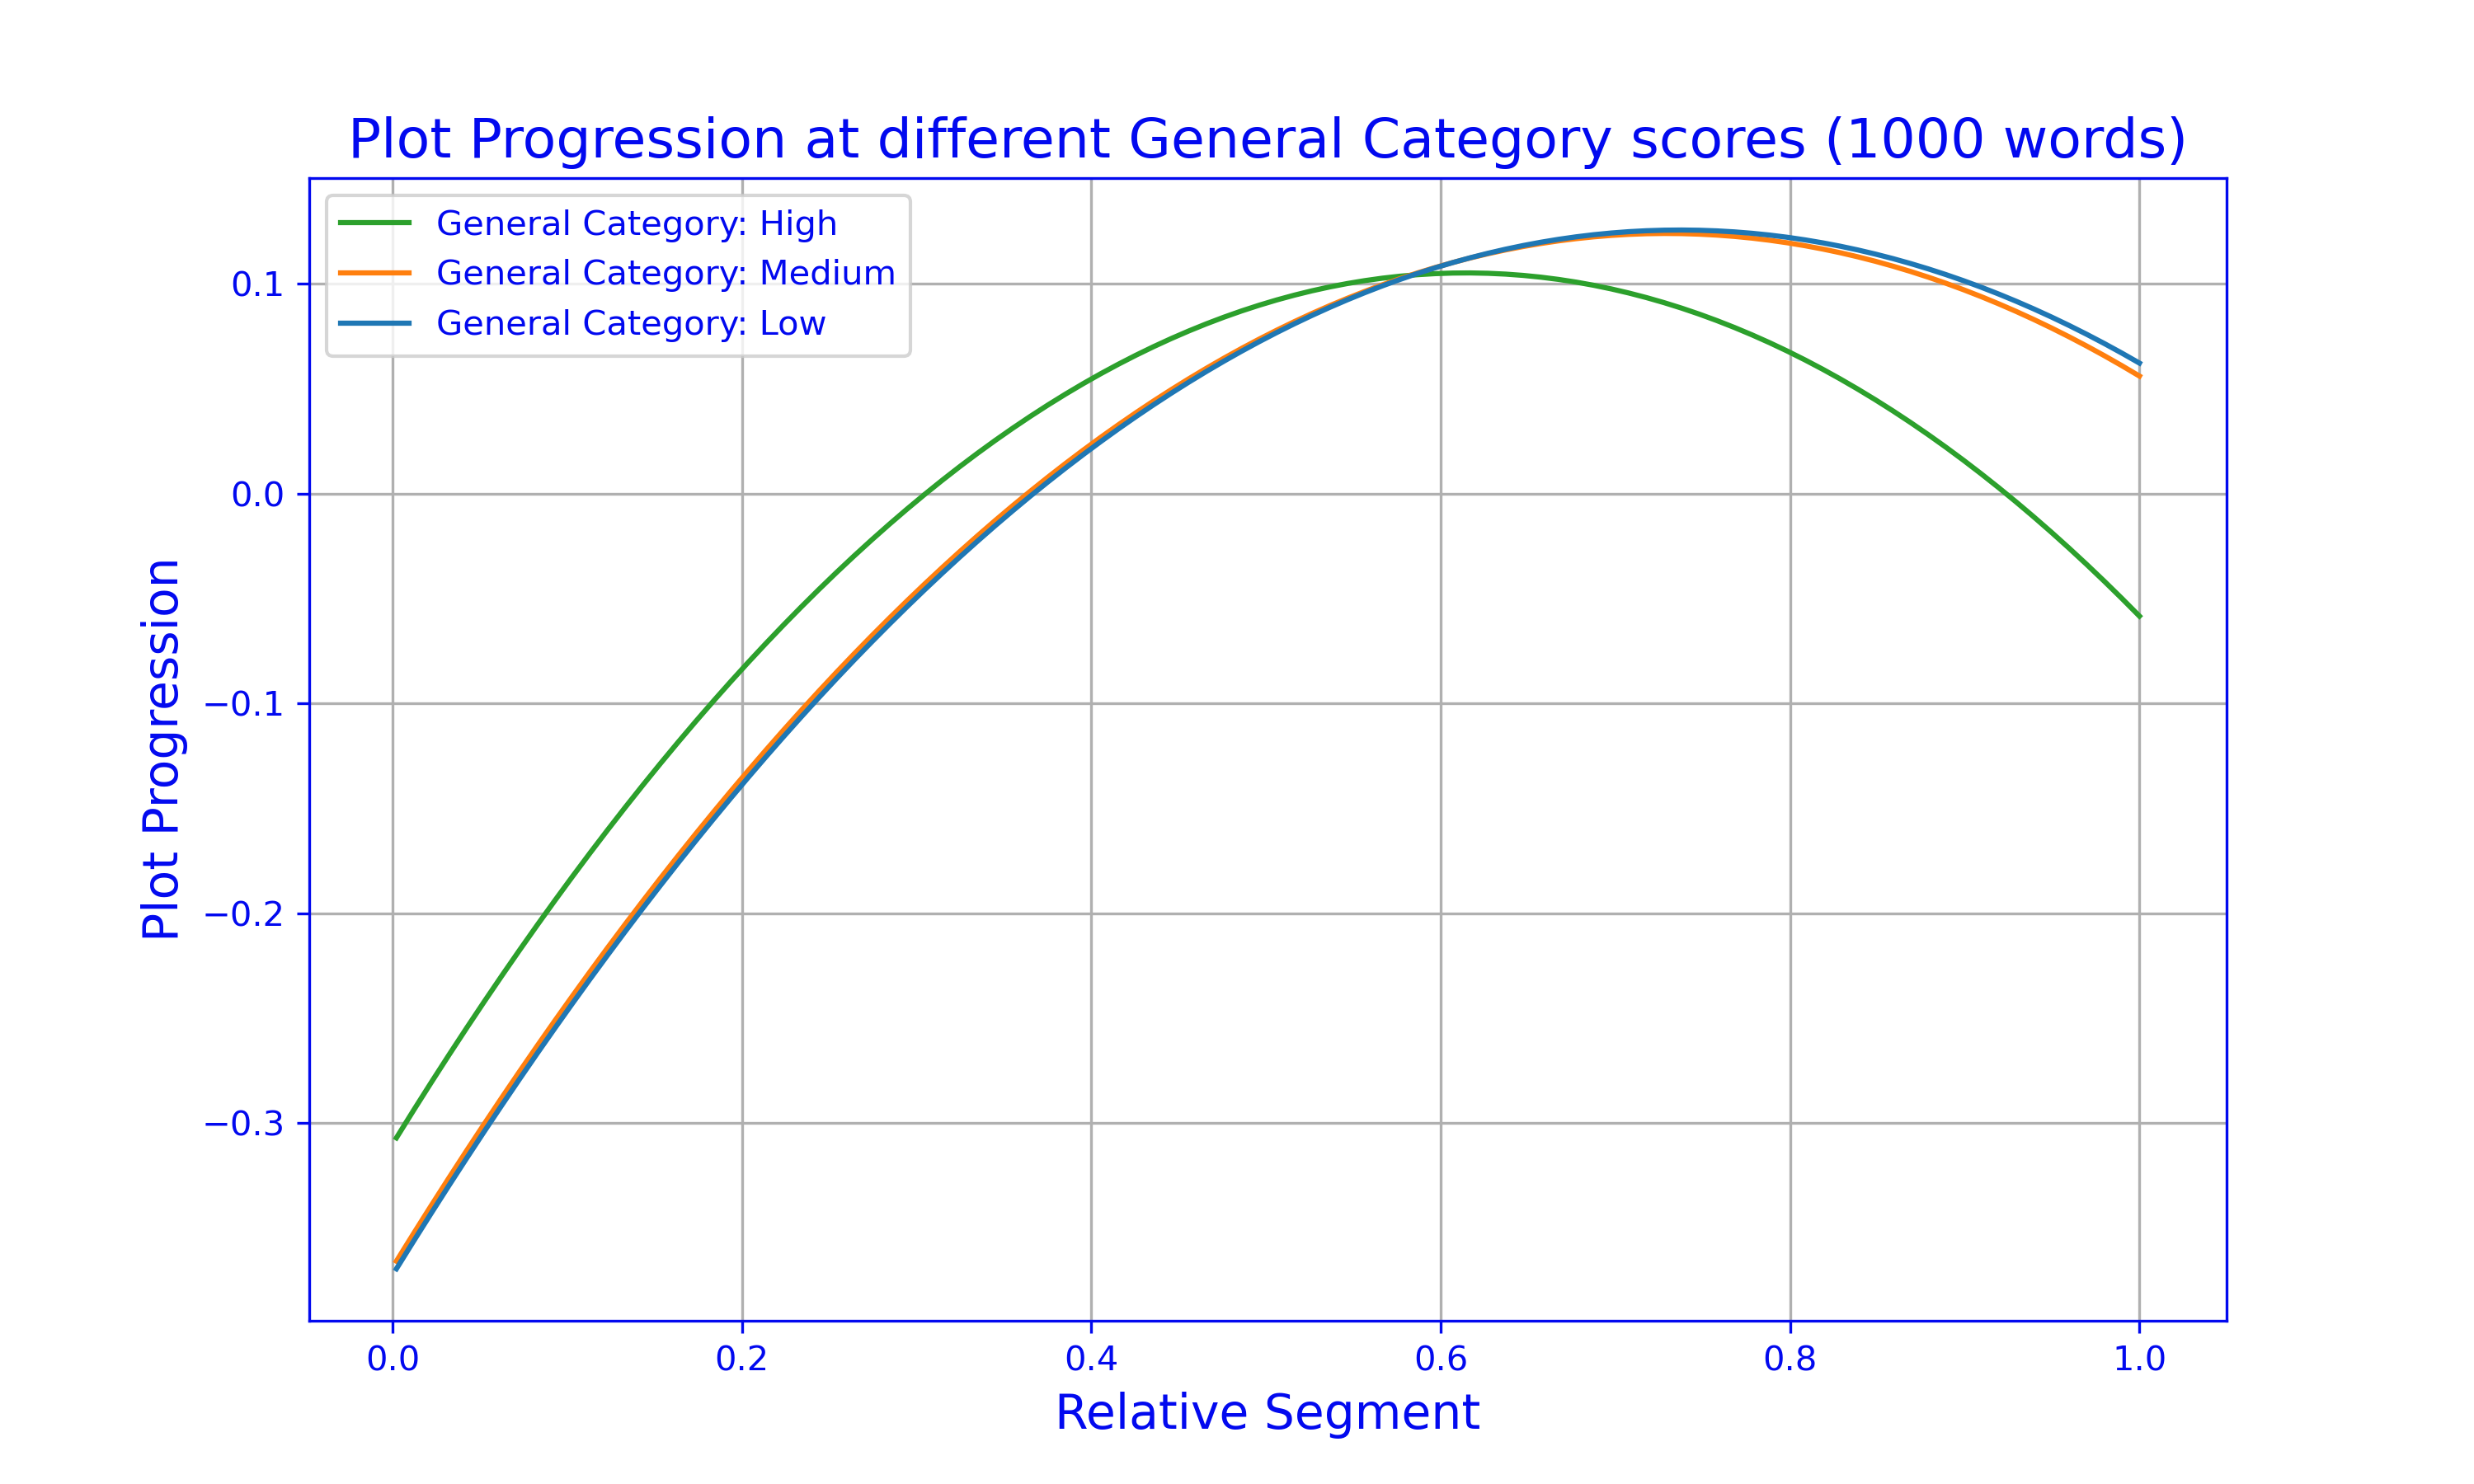 Plot Progression at different General Category scores (1000 words)
General Category: High
General Category: Medium
General Category: Low
0.1
0.0
−0.1
−0.2
−0.3
Plot Progression
0.0 0.2 0.4 0.6 0.8 1.0
Relative Segment